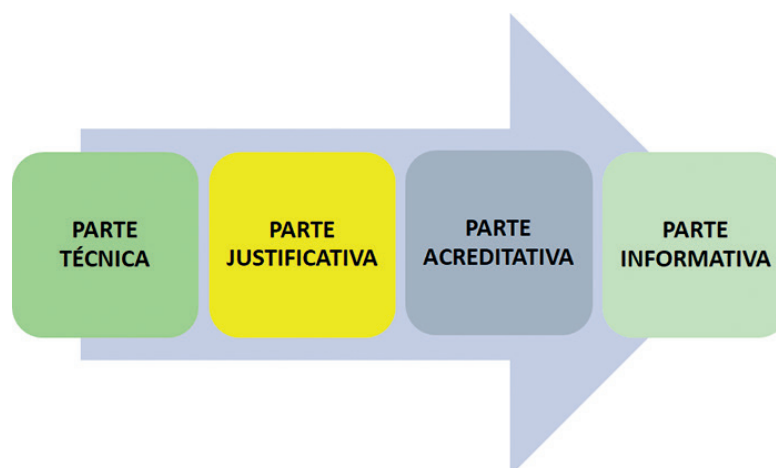 PARTE
TÉCNICA
PARTE
JUSTIFICATIVA
PARTE
ACREDITATIVA
PARTE
INFORMATIVA